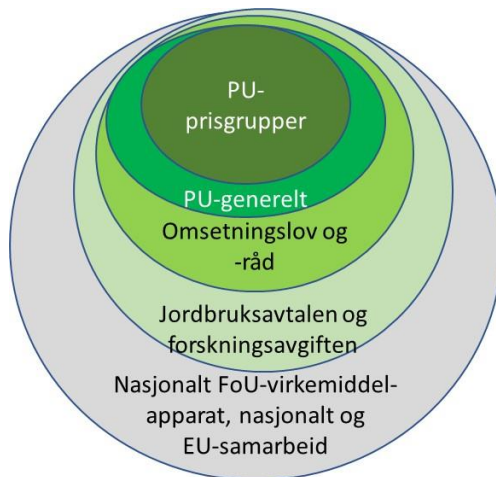 PU-
prisgrupper
PU-generelt
Omsetningslov og
-råd
Jordbruksavtalen og
forskningsavgiften
Nasjonalt FoU-virkemiddel-
apparat, nasjonalt og
EU-samarbeid